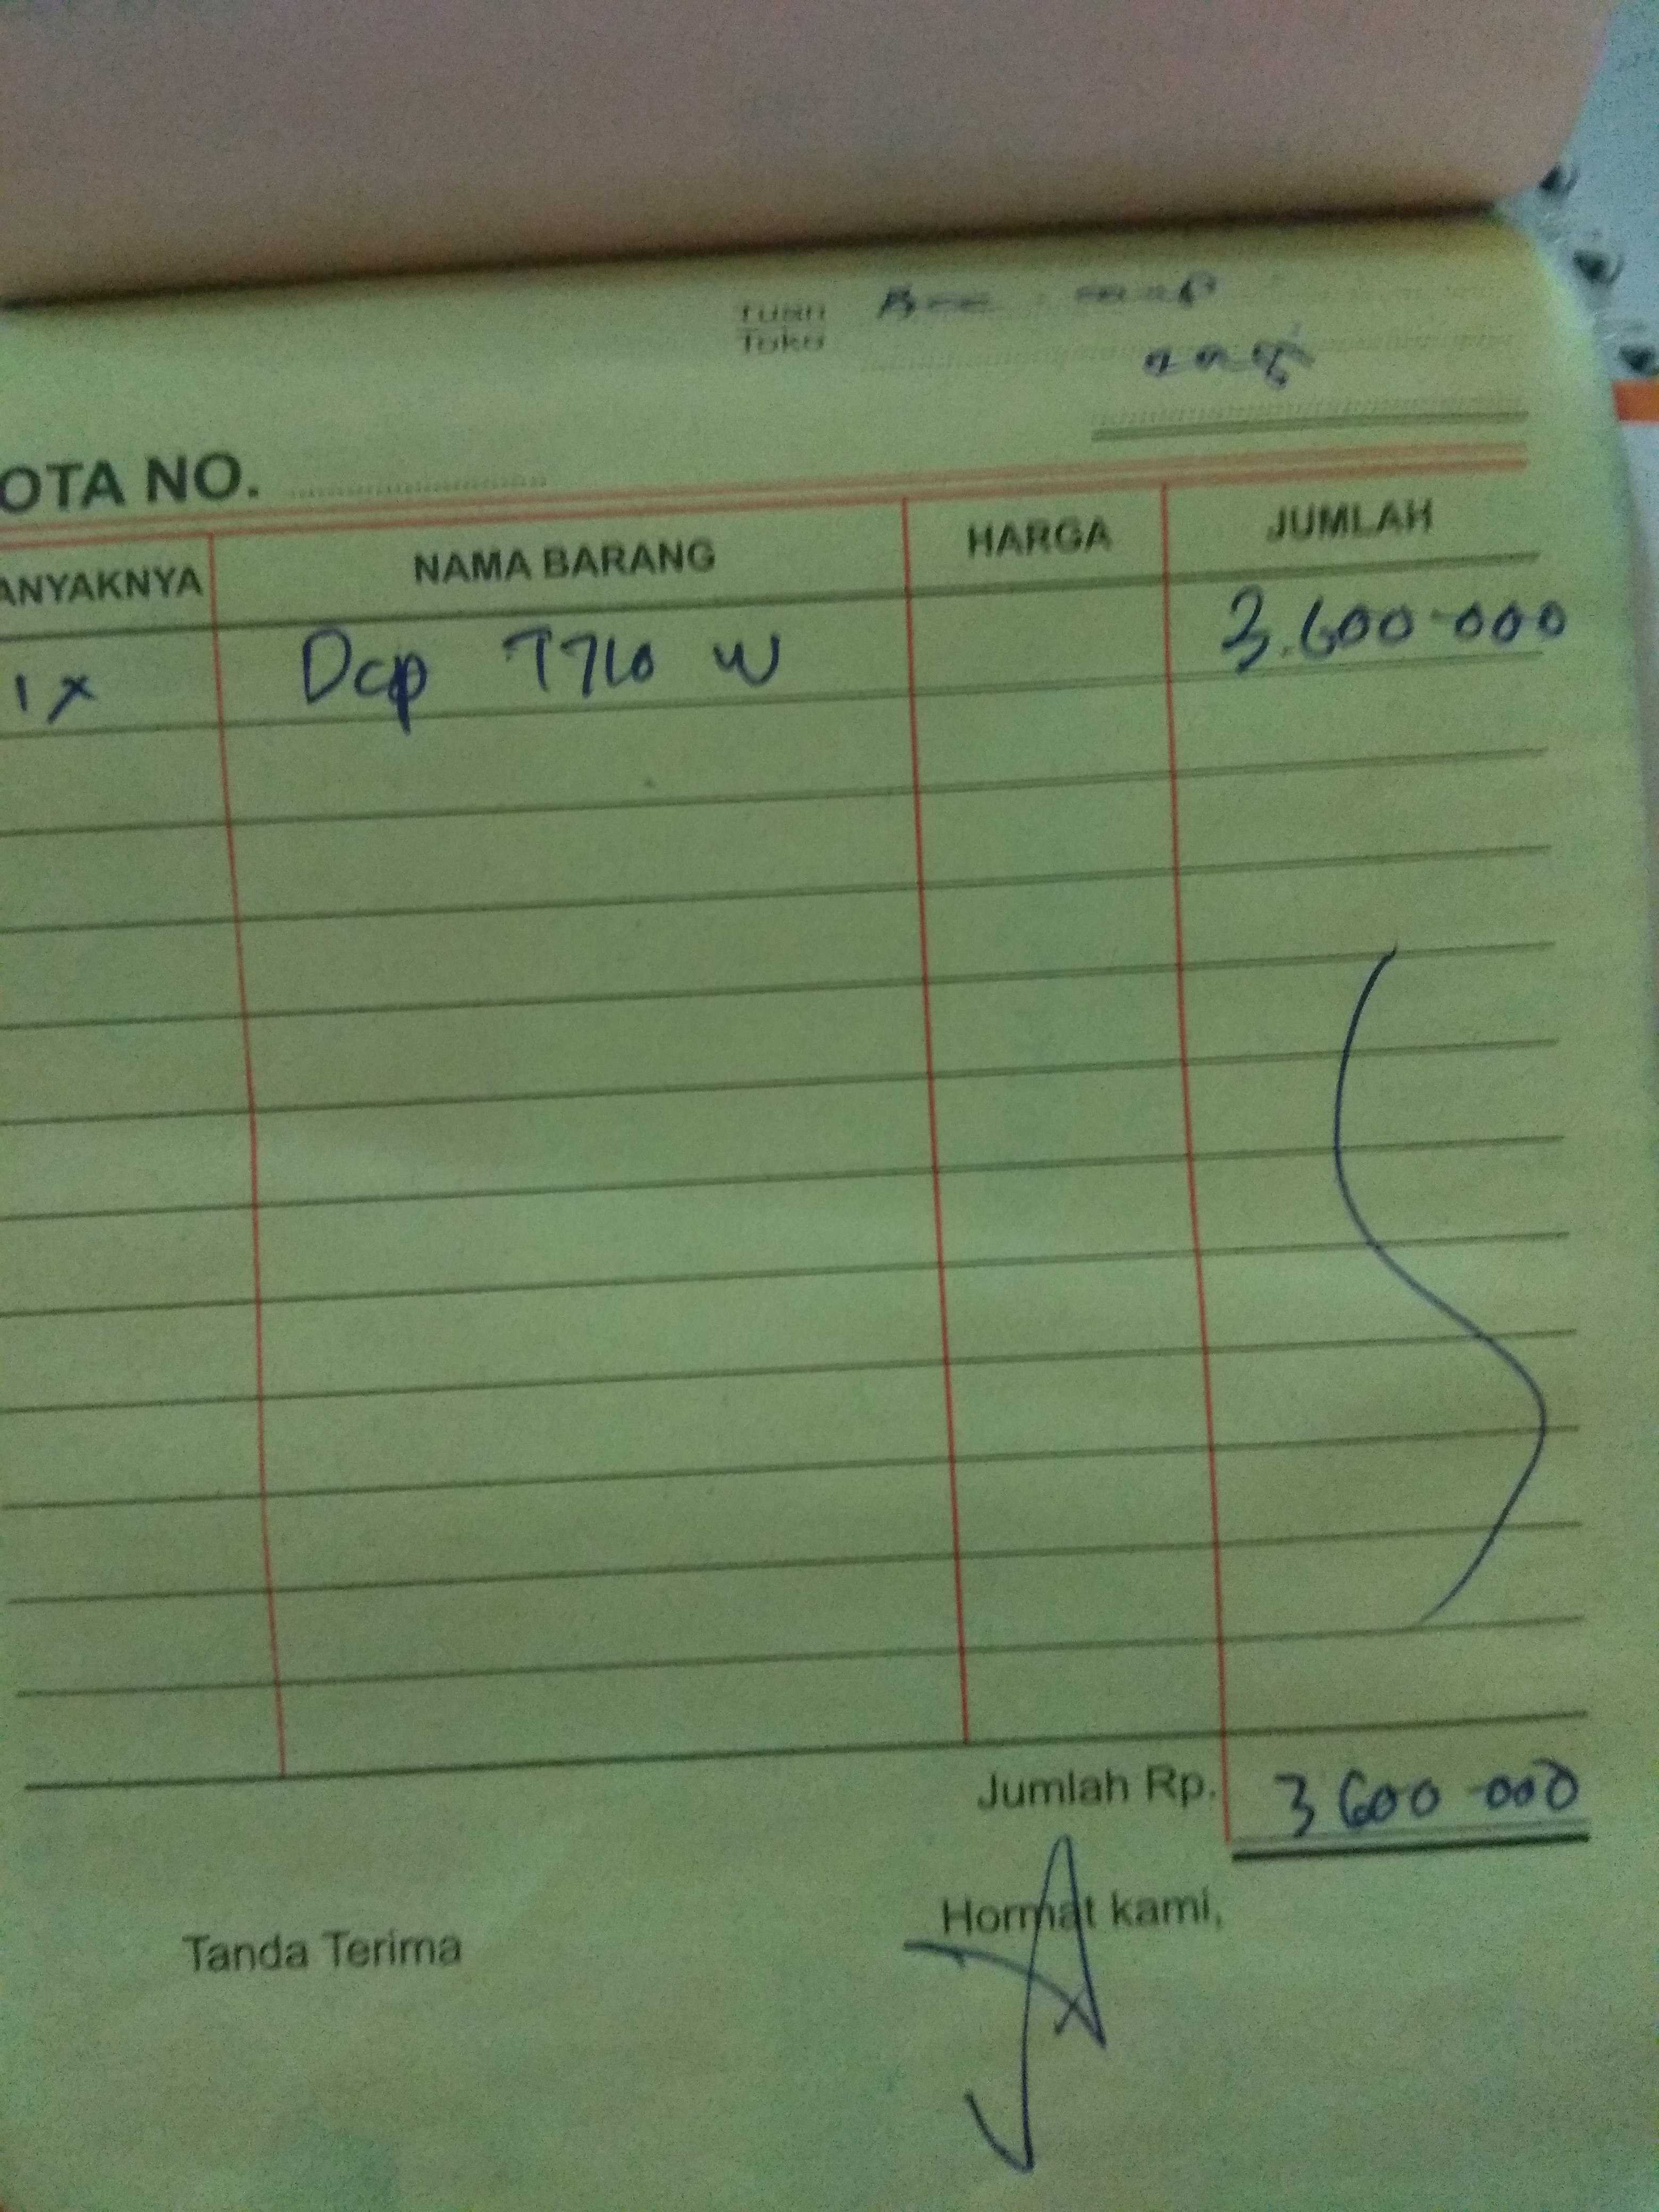 Tuan
Toko
OTA NO.
ANYAKNYA NAMA BARANG HARGA JUMLAH
1 x Dcp T710 W 3.600.000
Jumlah Rp. 3 600 000
Tanda Terima Hormat kami,